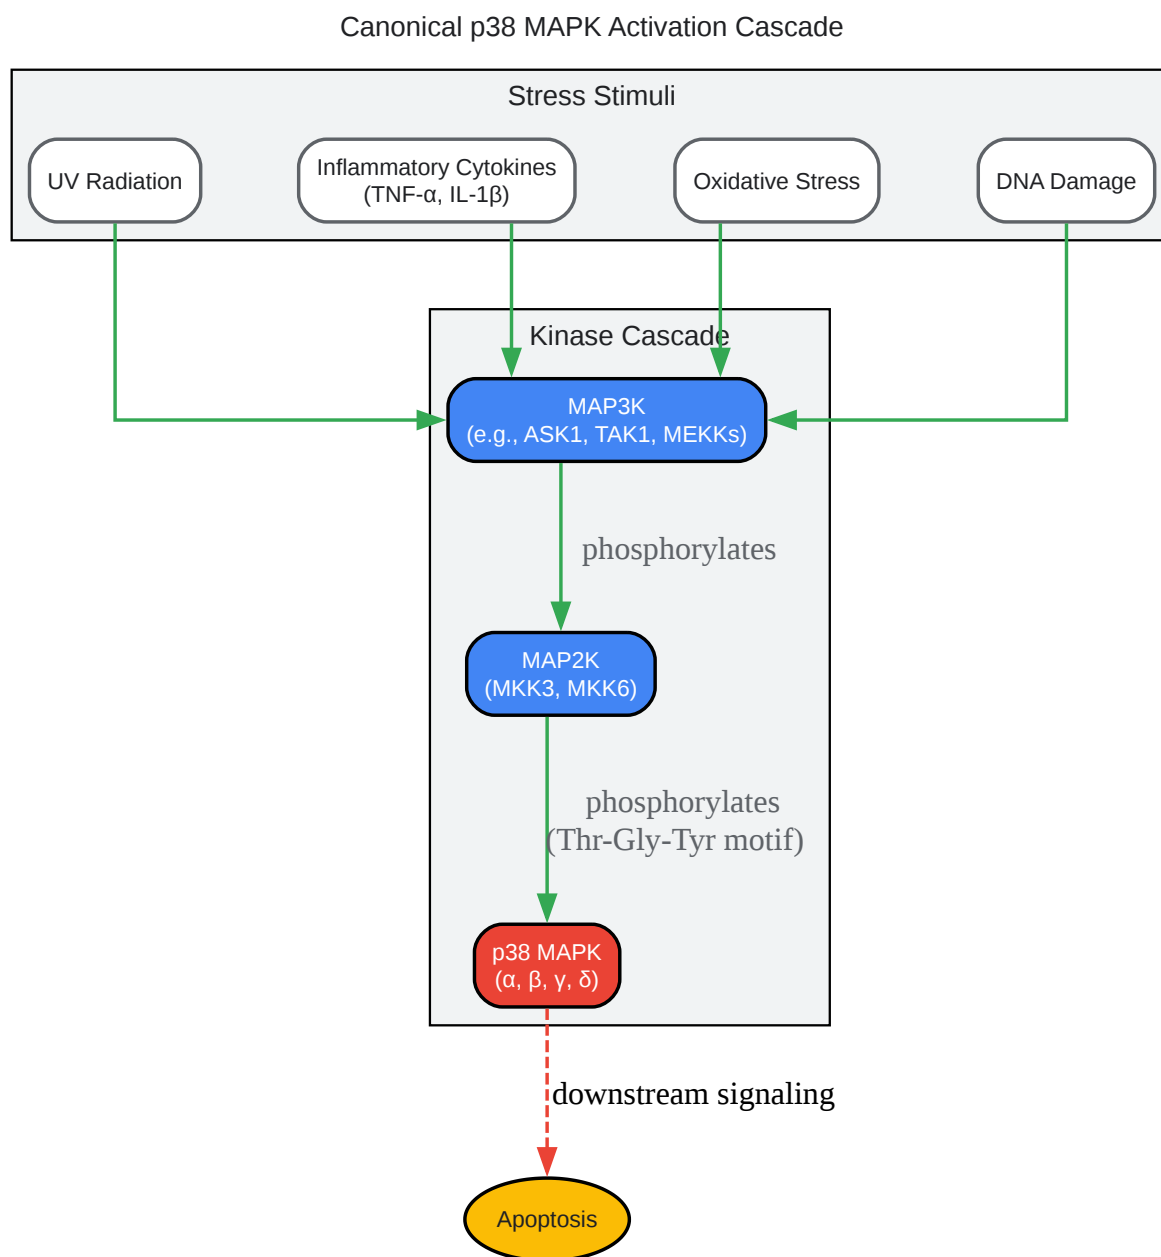 Canonical p38 MAPK Activation Cascade
Stress Stimuli
UV Radiation
Inflammatory Cytokines
(TNF-α, IL-1β)
Oxidative Stress
DNA Damage
Kinase Cascade
MAP3K
(e.g., ASK1, TAK1, MEKKs)
phosphorylates
MAP2K
(MKK3, MKK6)
phosphorylates
(Thr-Gly-Tyr motif)
p38 MAPK
(α, β, γ, δ)
downstream signaling
Apoptosis